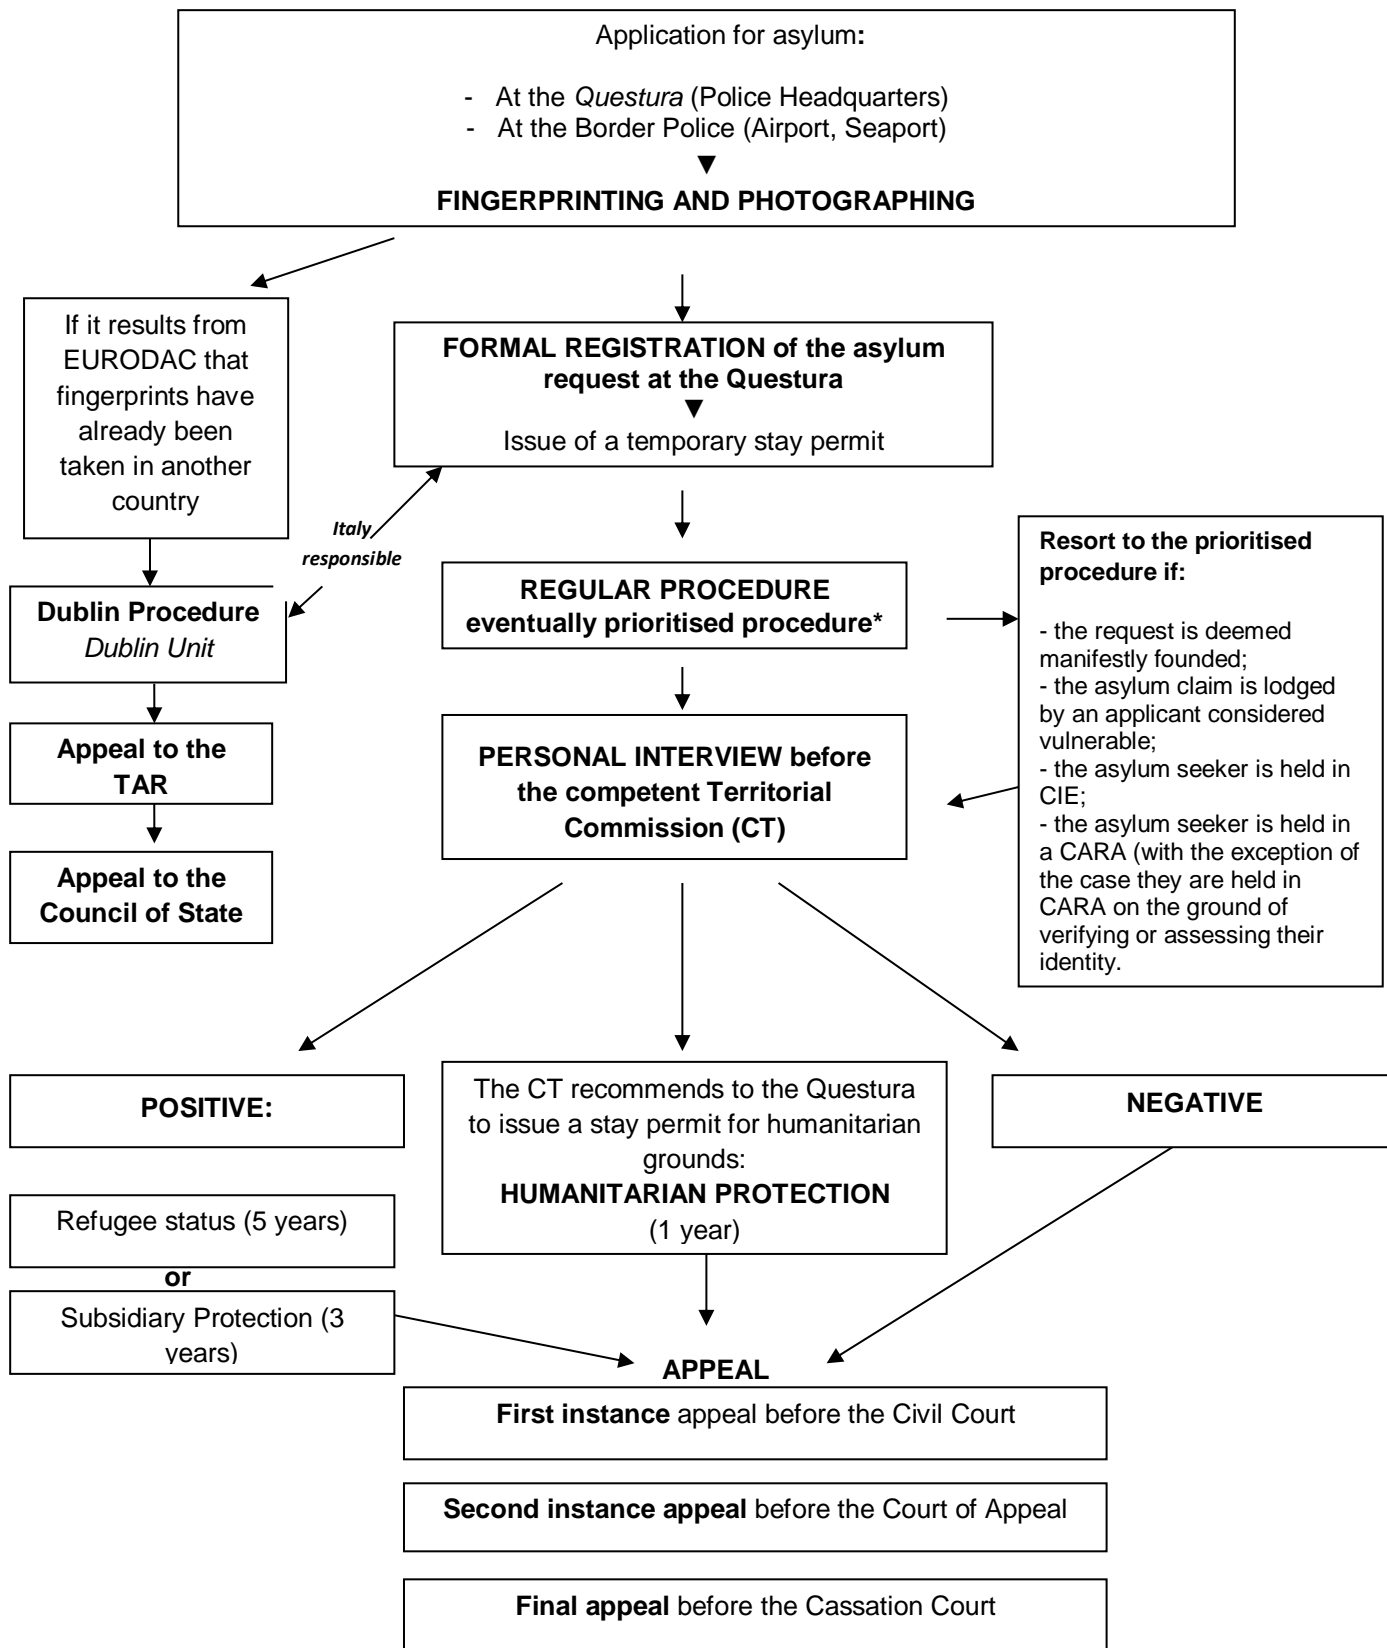 Application for asylum:
- At the Questura (Police Headquarters)
- At the Border Police (Airport, Seaport)
FINGERPRINTING AND PHOTOGRAPHING
If it results from
EURODAC that
fingerprints have
already been
taken in another
country
FORMAL REGISTRATION of the asylum
request at the Questura
Issue of a temporary stay permit
Italy
responsible
Dublin Procedure
Dublin Unit
Appeal to the
TAR
Appeal to the
Council of State
REGULAR PROCEDURE
eventually prioritised procedure*
Resort to the prioritised
procedure if:
- the request is deemed
manifestly founded;
- the asylum claim is lodged
by an applicant considered
vulnerable;
- the asylum seeker is held in
CIE;
- the asylum seeker is held in
a CARA (with the exception of
the case they are held in
CARA on the ground of
verifying or assessing their
identity.
PERSONAL INTERVIEW before
the competent Territorial
Commission (CT)
POSITIVE:
Refugee status (5 years)
or
Subsidiary Protection (3
years)
The CT recommends to the Questura
to issue a stay permit for humanitarian
grounds:
HUMANITARIAN PROTECTION
(1 year)
NEGATIVE
APPEAL
First instance appeal before the Civil Court
Second instance appeal before the Court of Appeal
Final appeal before the Cassation Court